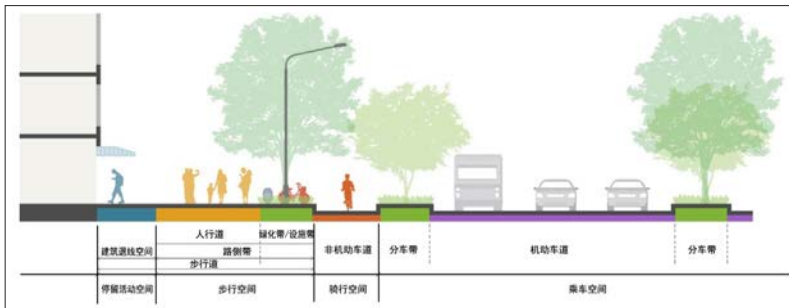 人行道
绿化带/设施带
建筑退线空间
路侧带
非机动车道
分车带
机动车道
分车带
步行道
停留活动空间
步行空间
骑行空间
乘车空间